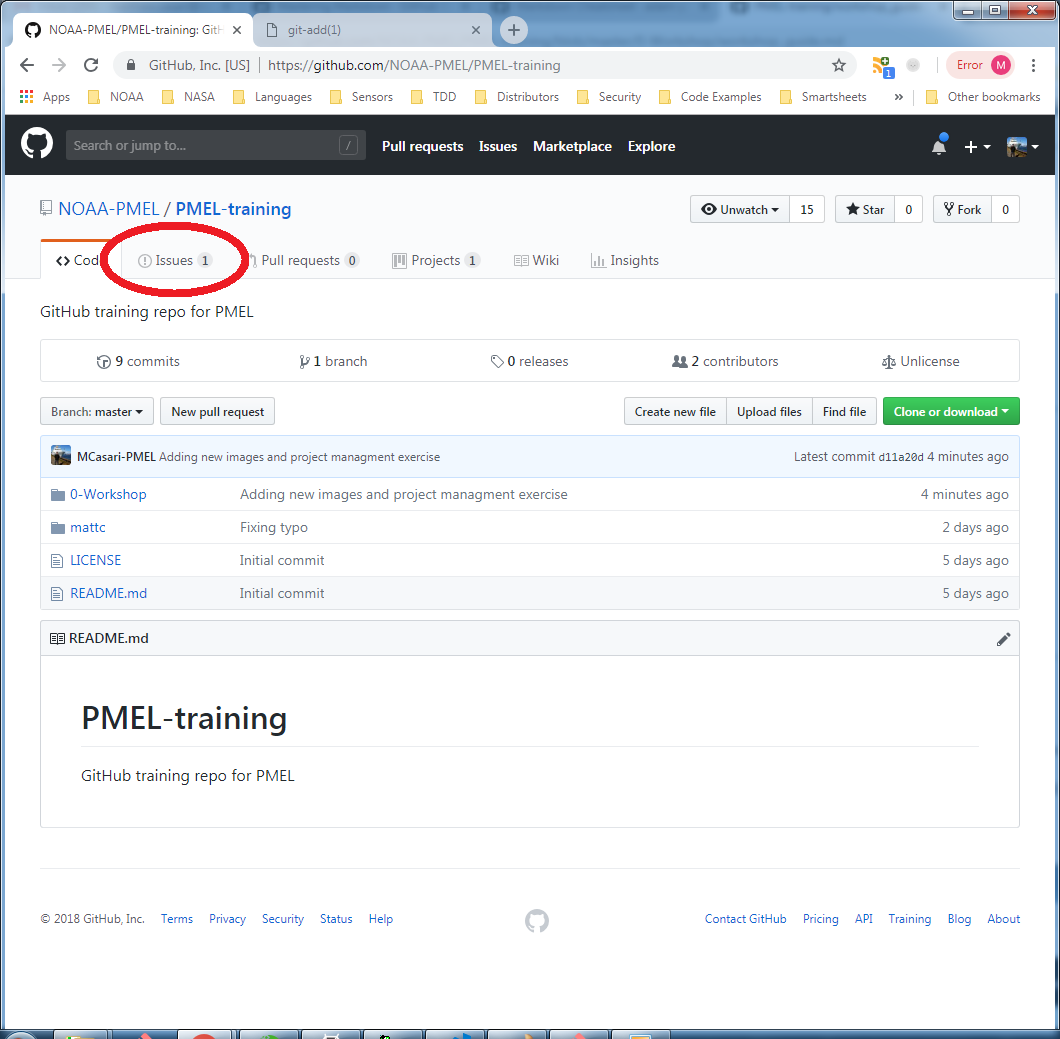 NOAA-PMEL/PMEL-training: GitH
git-add(1)
GitHub, Inc. [US] | https://github.com/NOAA-PMEL/PMEL-training
1
Error M
Apps NOAA NASA Languages Sensors TDD Distributors Security Code Examples Smartsheets » Other bookmarks
Search or jump to... / Pull requests Issues Marketplace Explore
NOAA-PMEL / PMEL-training
Unwatch 15 Star 0 Fork 0
<> Cod Issues 1 Pull requests 0 Projects 1 Wiki Insights
GitHub training repo for PMEL
9 commits 1 branch 0 releases 2 contributors Unlicense
Branch: master New pull request Create new file Upload files Find file Clone or download
MCasari-PMEL Adding new images and project managment exercise Latest commit d11a20d 4 minutes ago
0-Workshop Adding new images and project managment exercise 4 minutes ago
mattc Fixing typo 2 days ago
LICENSE Initial commit 5 days ago
README.md Initial commit 5 days ago
README.md
PMEL-training
GitHub training repo for PMEL
© 2018 GitHub, Inc. Terms Privacy Security Status Help Contact GitHub Pricing API Training Blog About